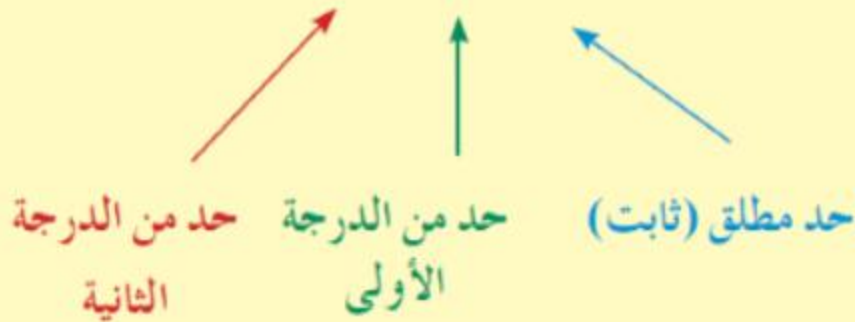 حد مطلق (ثابت)
حد من الدرجة
الأولى
حد من الدرجة
الثانية